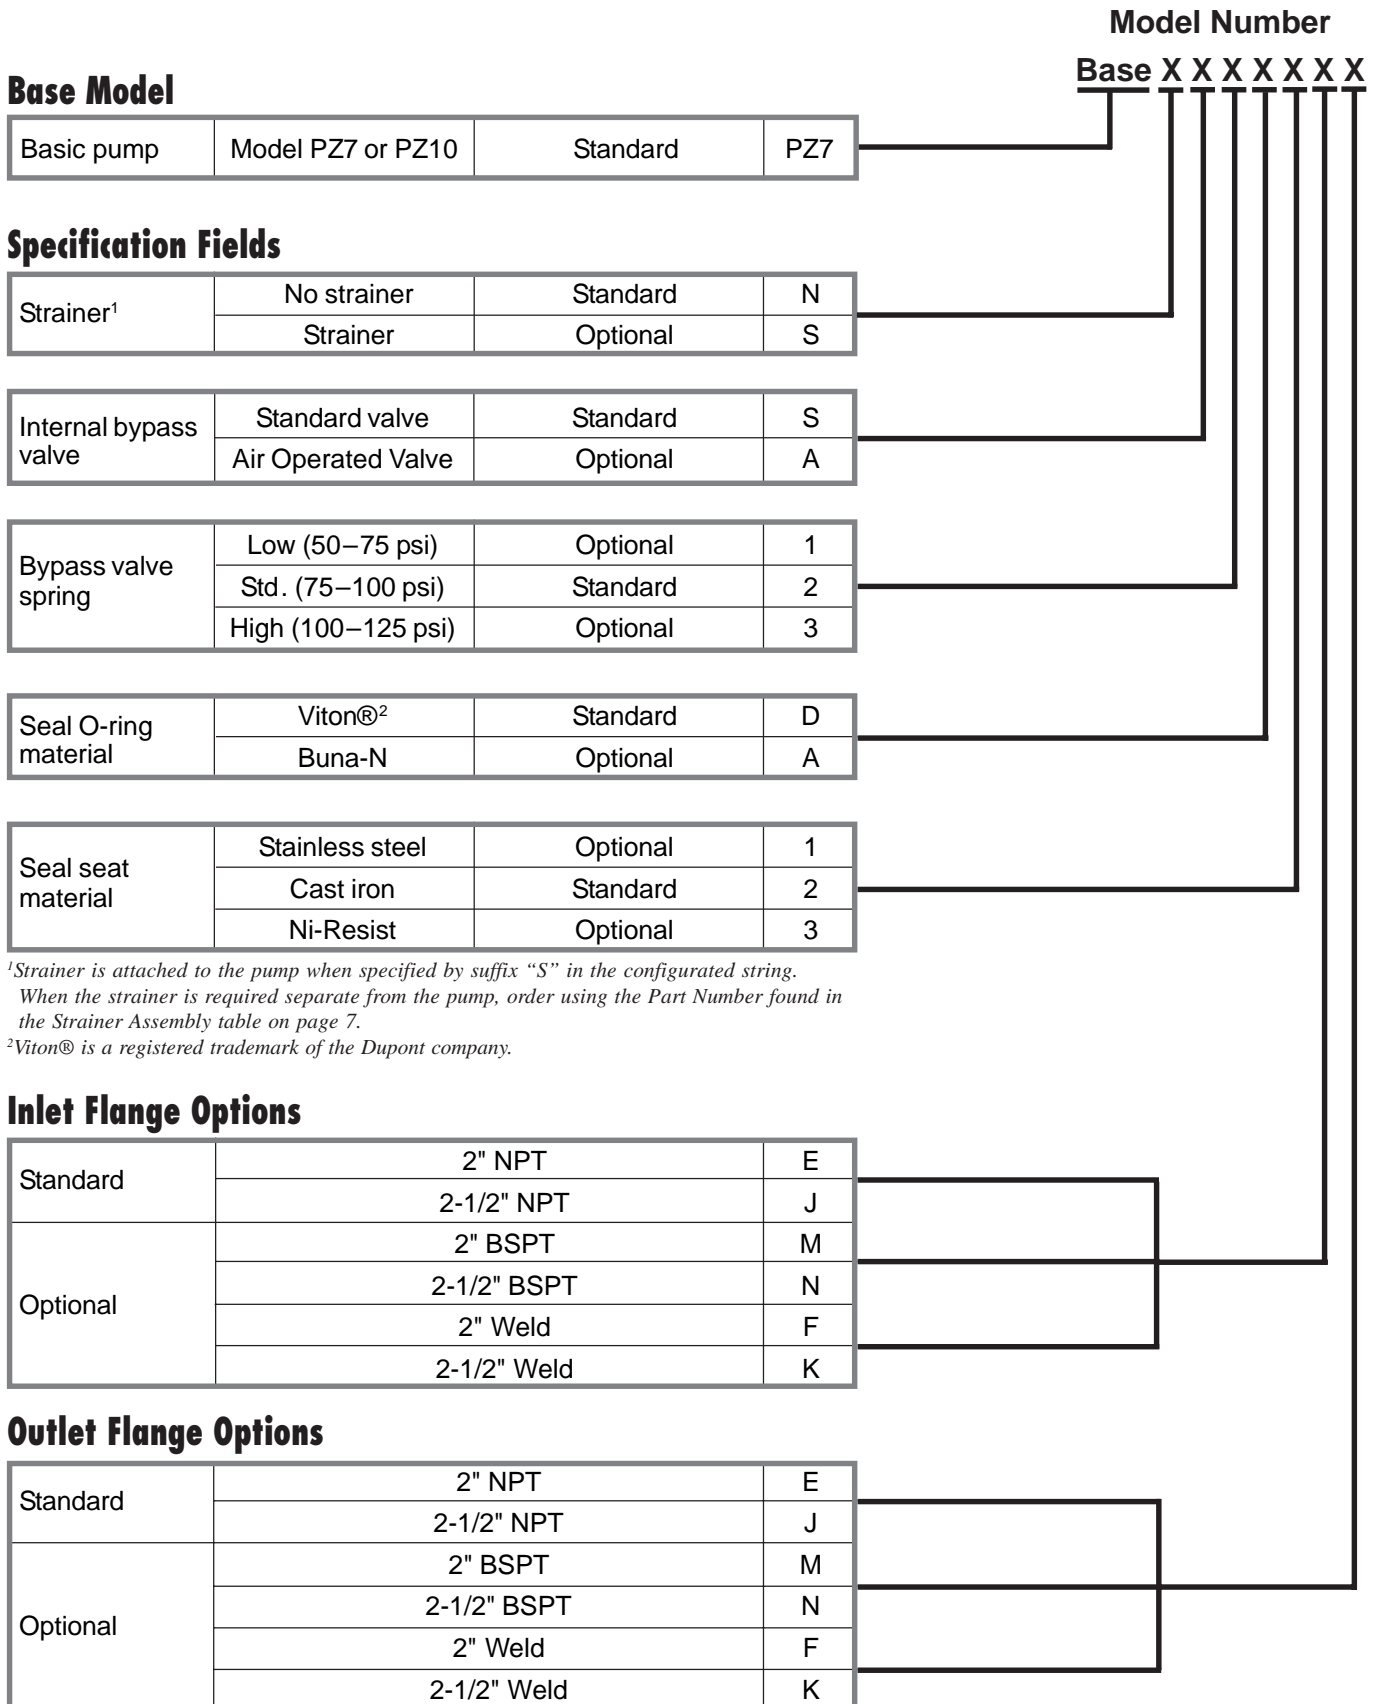 Model Number
Base X X X X X X X
Base Model
Basic pump Model PZ7 or PZ10 Standard PZ7
Specification Fields
Strainer¹
No strainer Standard N
Strainer Optional S
Internal bypass
valve
Standard valve Standard S
Air Operated Valve Optional A
Bypass valve
spring
Low (50–75 psi) Optional 1
Std. (75–100 psi) Standard 2
High (100–125 psi) Optional 3
Seal O-ring
material
Viton®² Standard D
Buna-N Optional A
Seal seat
material
Stainless steel Optional 1
Cast iron Standard 2
Ni-Resist Optional 3
¹Strainer is attached to the pump when specified by suffix “S” in the configurated string.
When the strainer is required separate from the pump, order using the Part Number found in
the Strainer Assembly table on page 7.
²Viton® is a registered trademark of the Dupont company.
Inlet Flange Options
Standard
2" NPT E
2-1/2" NPT J
Optional
2" BSPT M
2-1/2" BSPT N
2" Weld F
2-1/2" Weld K
Outlet Flange Options
Standard
2" NPT E
2-1/2" NPT J
Optional
2" BSPT M
2-1/2" BSPT N
2" Weld F
2-1/2" Weld K